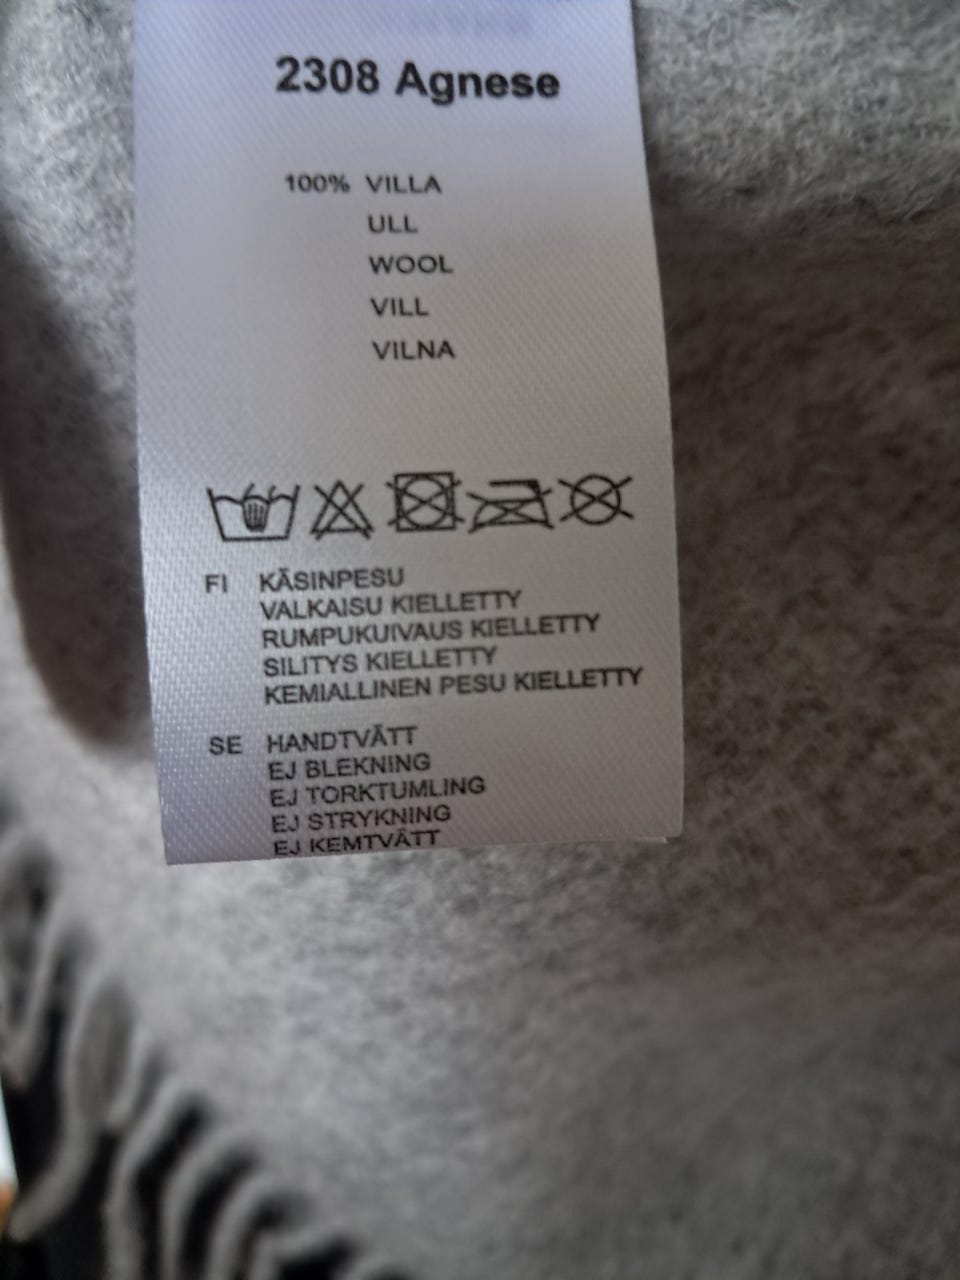 2308 Agnese
100% VILLA
ULL
WOOL
VILL
VILNA
FI KÄSINPESU
VALKAISU KIELLETTY
RUMPUKUIVAUS KIELLETTY
SILITYS KIELLETTY
KEMIALLINEN PESU KIELLETTY
SE HANDTVÄTT
EJ BLEKNING
EJ TORKTUMLING
EJ STRYKNING
EJ KEMTVÄTT